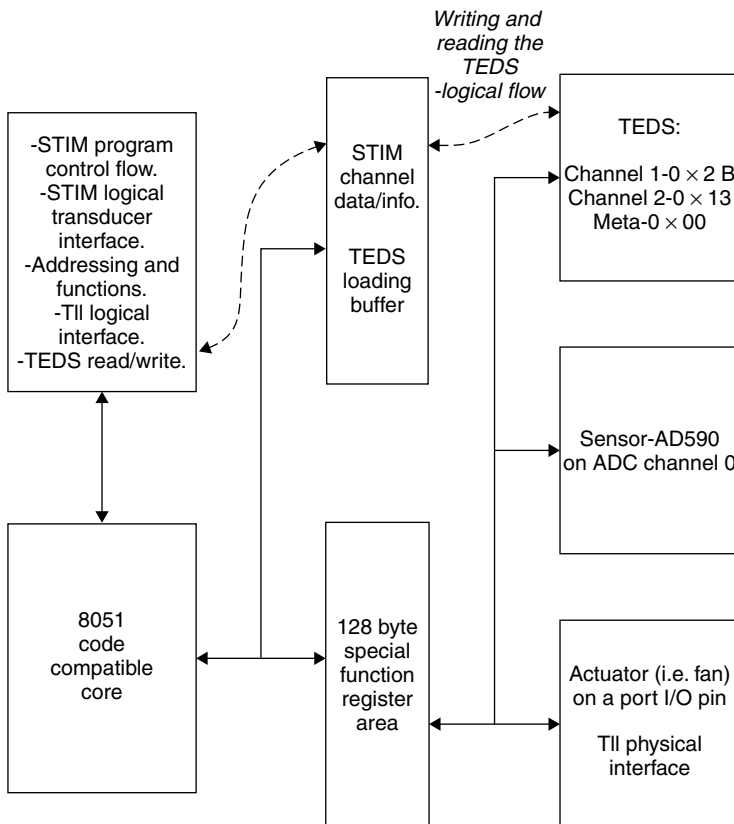 Writing and
reading the
TEDS
-logical flow
-STIM program
control flow.
-STIM logical
transducer
interface.
-Addressing and
functions.
-TII logical
interface.
-TEDS read/write.
STIM
channel
data/info.
TEDS
loading
buffer
TEDS:
Channel 1-0 × 2 B
Channel 2-0 × 13
Meta-0 × 00
Sensor-AD590
on ADC channel 0
8051
code
compatible
core
128 byte
special
function
register
area
Actuator (i.e. fan)
on a port I/O pin
TII physical
interface